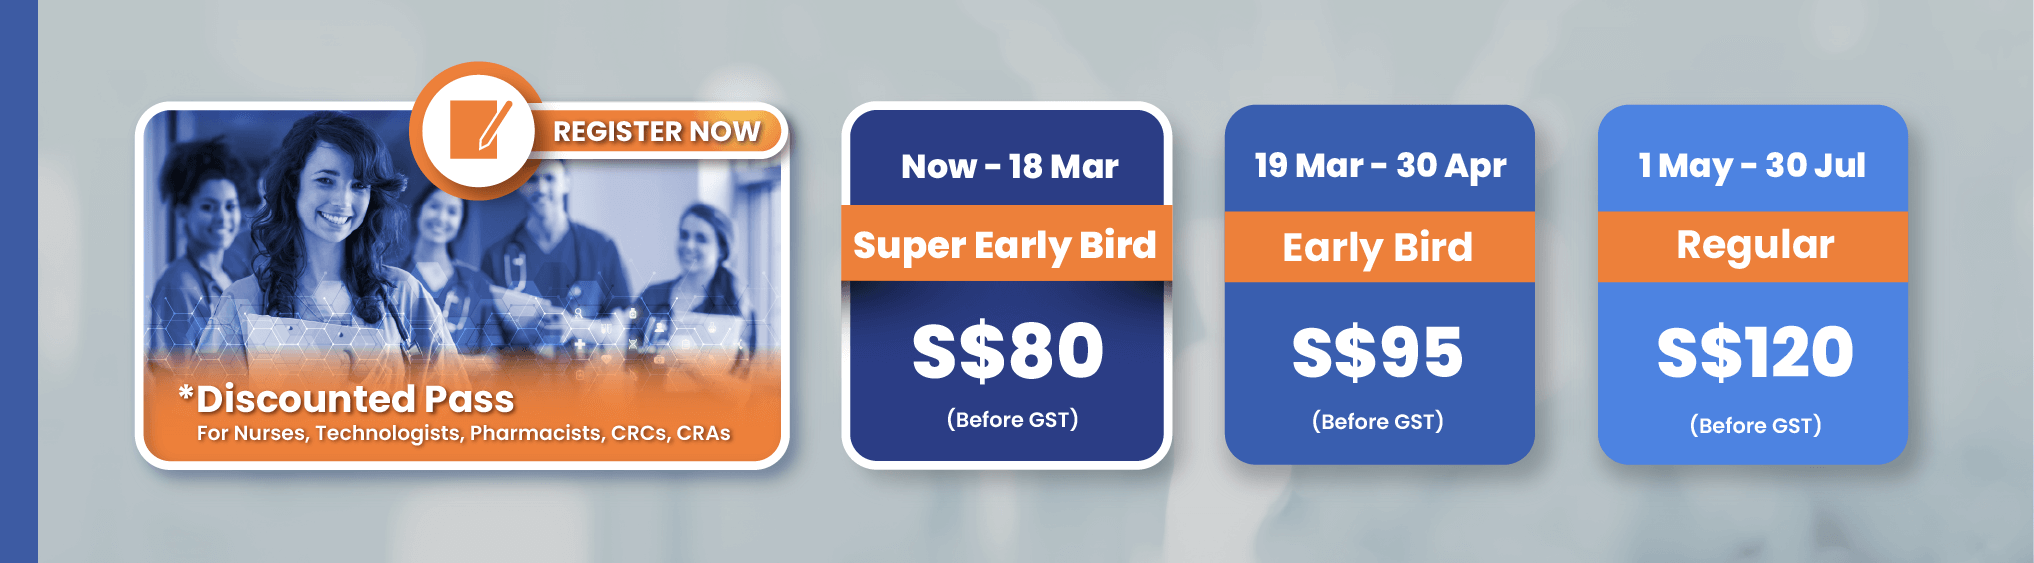 REGISTER NOW
*Discounted Pass
For Nurses, Technologists, Pharmacists, CRCs, CRAs
Now - 18 Mar
Super Early Bird
S$80
(Before GST)
19 Mar - 30 Apr
Early Bird
S$95
(Before GST)
1 May - 30 Jul
Regular
S$120
(Before GST)